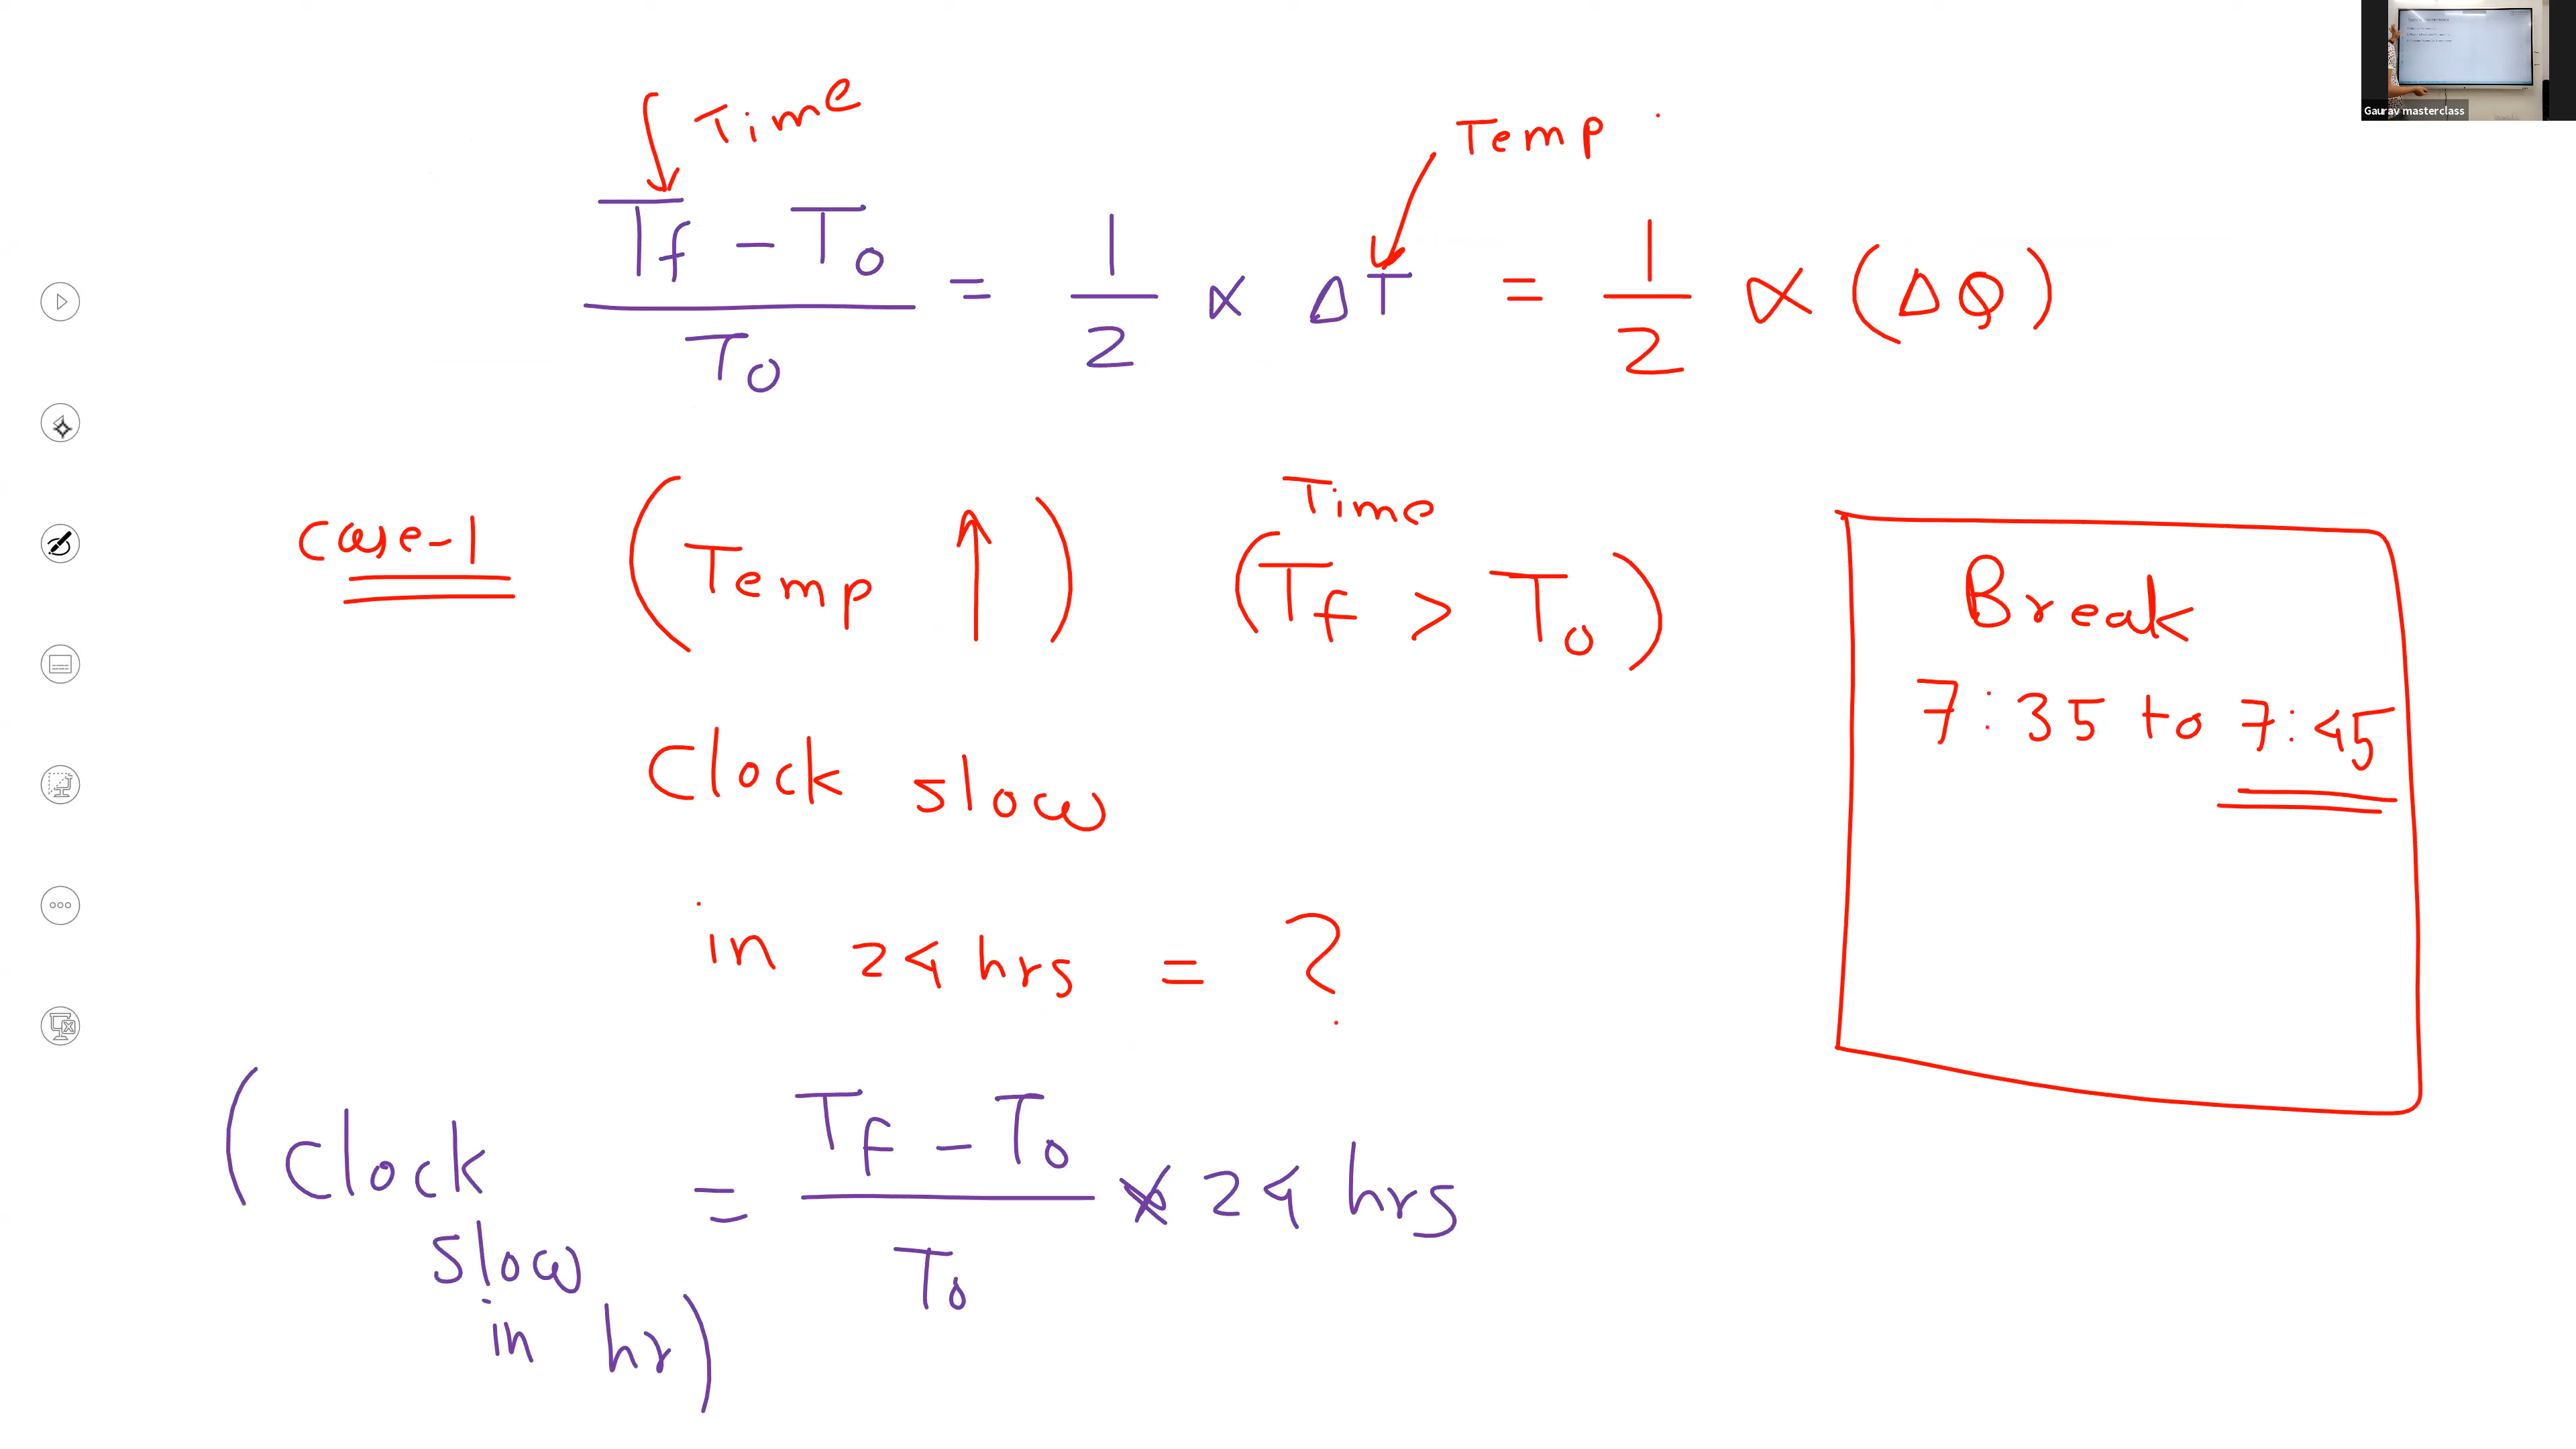 Time
Temp
Tf - To / To = 1/2 ∝ ΔT = 1/2 ∝ (Δθ)
Case-1 (Temp ↑) Time (Tf > To)
Clock slow
in 24 hrs = ?
(Clock slow in hr) = Tf - To / To × 24 hrs
Break
7:35 to 7:45
Gaurav masterclass